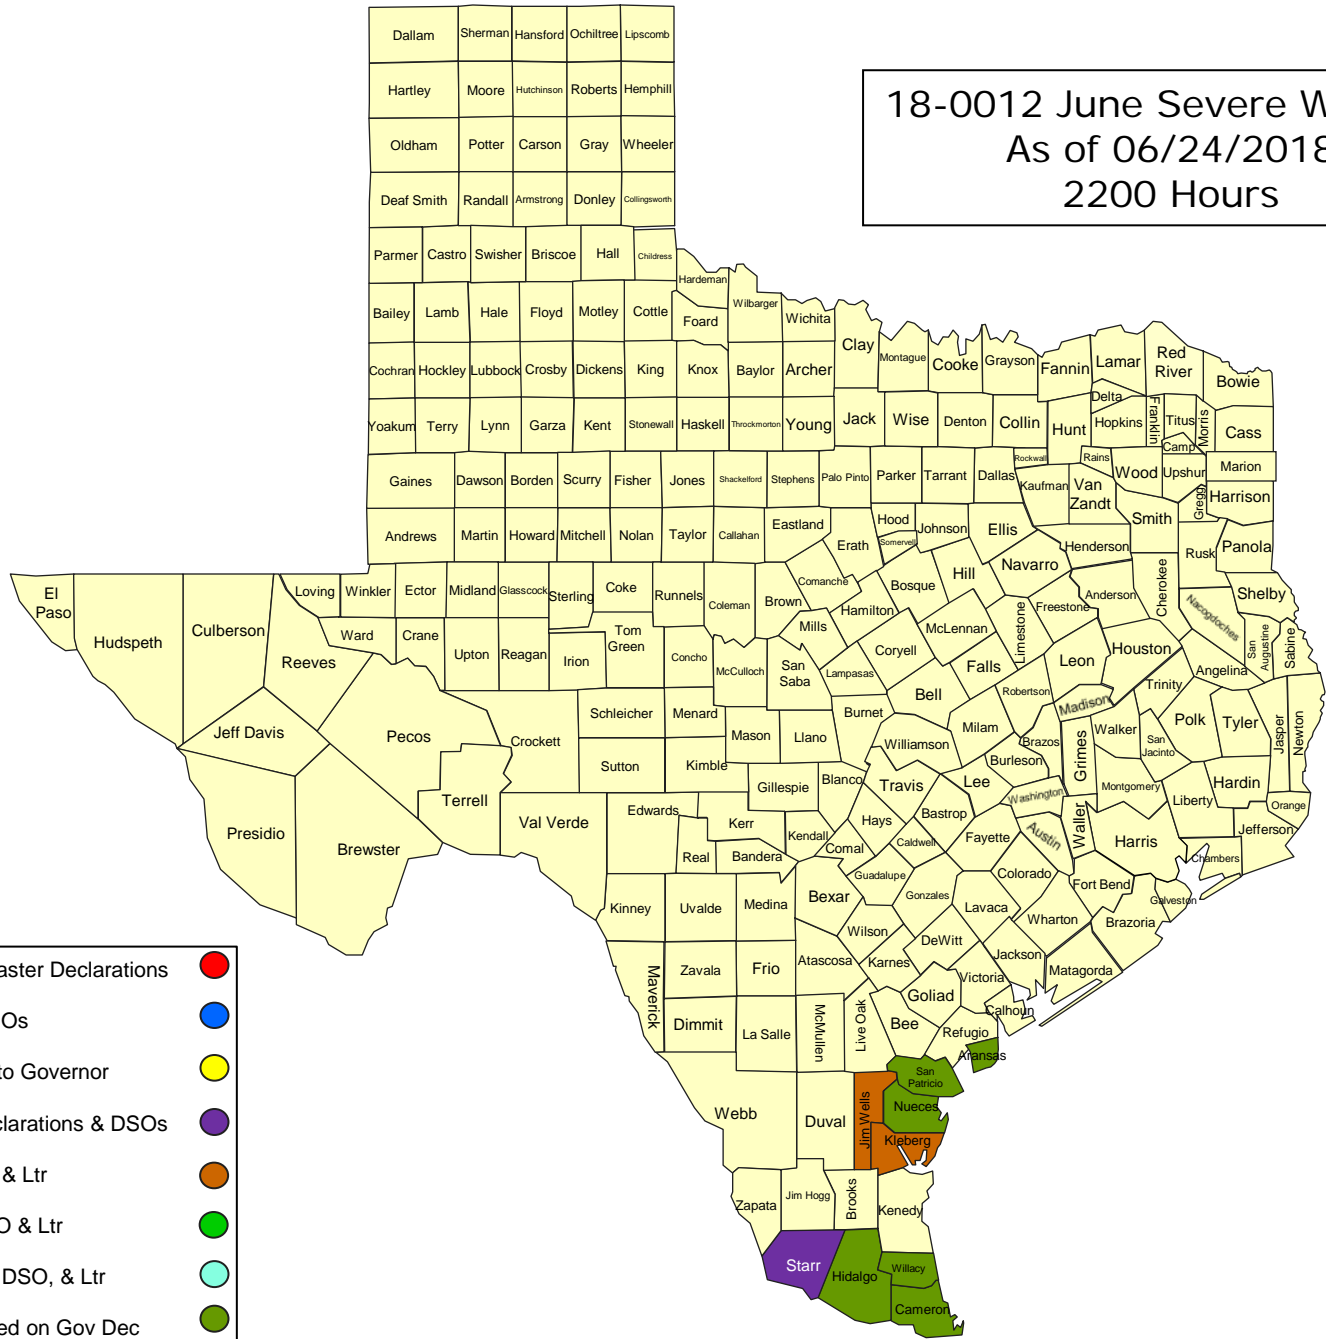 Dallam Sherman Hansford Ochiltree Lipscomb
Hartley Moore Hutchinson Roberts Hemphill
18-0012 June Severe W
As of 06/24/2018
2200 Hours
Oldham Potter Carson Gray Wheeler
Deaf Smith Randall Armstrong Donley Collingsworth
Parmer Castro Swisher Briscoe Hall Childress
Hardeman
Bailey Lamb Hale Floyd Motley Cottle Foard Wilbarger Wichita
Clay Montague Cooke Grayson Fannin Lamar Red
River Bowie
Cochran Hockley Lubbock Crosby Dickens King Knox Baylor Archer
Delta
Yoakum Terry Lynn Garza Kent Stonewall Haskell Throckmorton Young Jack Wise Denton Collin Hunt Hopkins Franklin Titus Morris Cass
Camp
Rockwall Rains Wood Upshur Marion
Gaines Dawson Borden Scurry Fisher Jones Shackelford Stephens Palo Pinto Parker Tarrant Dallas Kaufman Van
Zandt Gregg Harrison
Andrews Martin Howard Mitchell Nolan Taylor Callahan Eastland Erath Hood Somervell Johnson Ellis Henderson Smith Rusk Panola
El
Paso Hudspeth Culberson Loving Winkler Ector Midland Glasscock Sterling Coke Runnels Coleman Brown Comanche Hamilton Bosque Hill Navarro Freestone Anderson Cherokee Nacogdoches Shelby
Reeves Ward Crane Upton Reagan Irion Tom
Green Concho McCulloch San
Saba Mills Lampasas Coryell McLennan Limestone Falls Leon Houston Angelina San
Augustine Sabine
Jeff Davis Pecos Crockett Schleicher Menard Mason Llano Burnet Bell Milam Robertson Madison Trinity
Walker San
Jacinto Polk Tyler Jasper Newton
Sutton Kimble Gillespie Blanco Williamson Travis Lee Burleson Brazos Grimes Montgomery Liberty Hardin Orange
Presidio Brewster Terrell Val Verde Edwards Kerr Real Bandera Kendall Comal Hays Caldwell Bastrop Fayette Washington Austin Waller Harris Chambers Jefferson
Kinney Uvalde Medina Bexar Guadalupe Gonzales Lavaca Colorado Wharton Fort Bend Brazoria Galveston
Maverick Zavala Frio Atascosa Wilson Karnes DeWitt Victoria Jackson Matagorda
Dimmit La Salle McMullen Live Oak Bee Goliad Refugio Calhoun
Aransas
San
Patricio
Webb Duval Jim Wells Nueces
Kleberg
Zapata Jim Hogg Brooks Kenedy
Starr Hidalgo Willacy
Cameron
aster Declarations
Os
to Governor
clarations & DSOs
& Ltr
O & Ltr
DSO, & Ltr
ed on Gov Dec